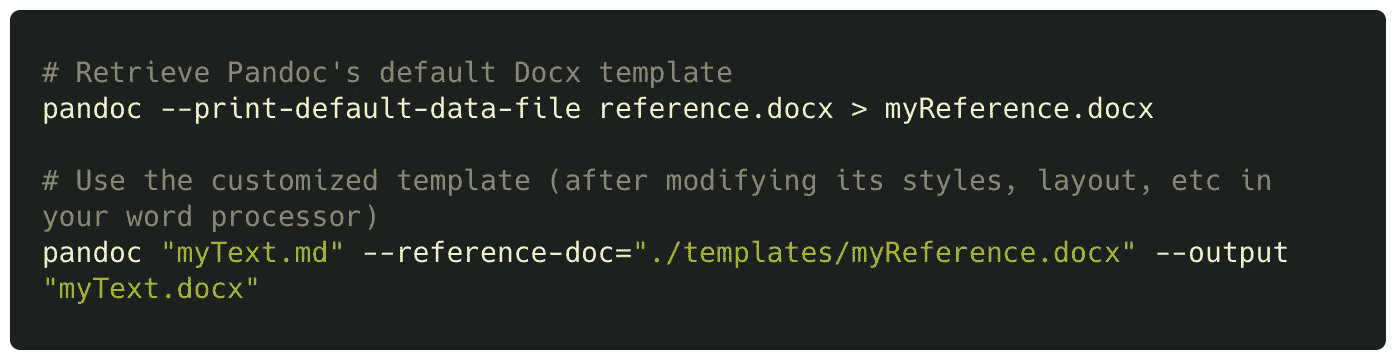 # Retrieve Pandoc's default Docx template
pandoc --print-default-data-file reference.docx > myReference.docx
# Use the customized template (after modifying its styles, layout, etc in
your word processor)
pandoc "myText.md" --reference-doc="./templates/myReference.docx" --output
"myText.docx"